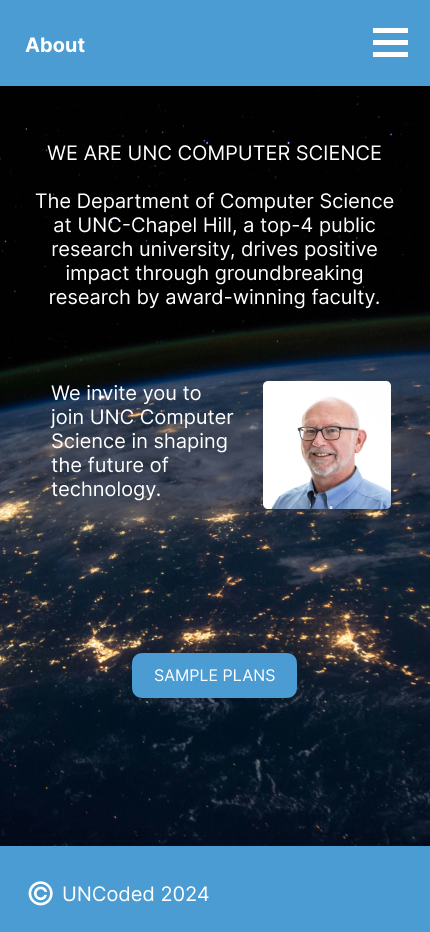 About
WE ARE UNC COMPUTER SCIENCE
The Department of Computer Science
at UNC-Chapel Hill, a top-4 public
research university, drives positive
impact through groundbreaking
research by award-winning faculty.
We invite you to
join UNC Computer
Science in shaping
the future of
technology.
SAMPLE PLANS
© UNCoded 2024